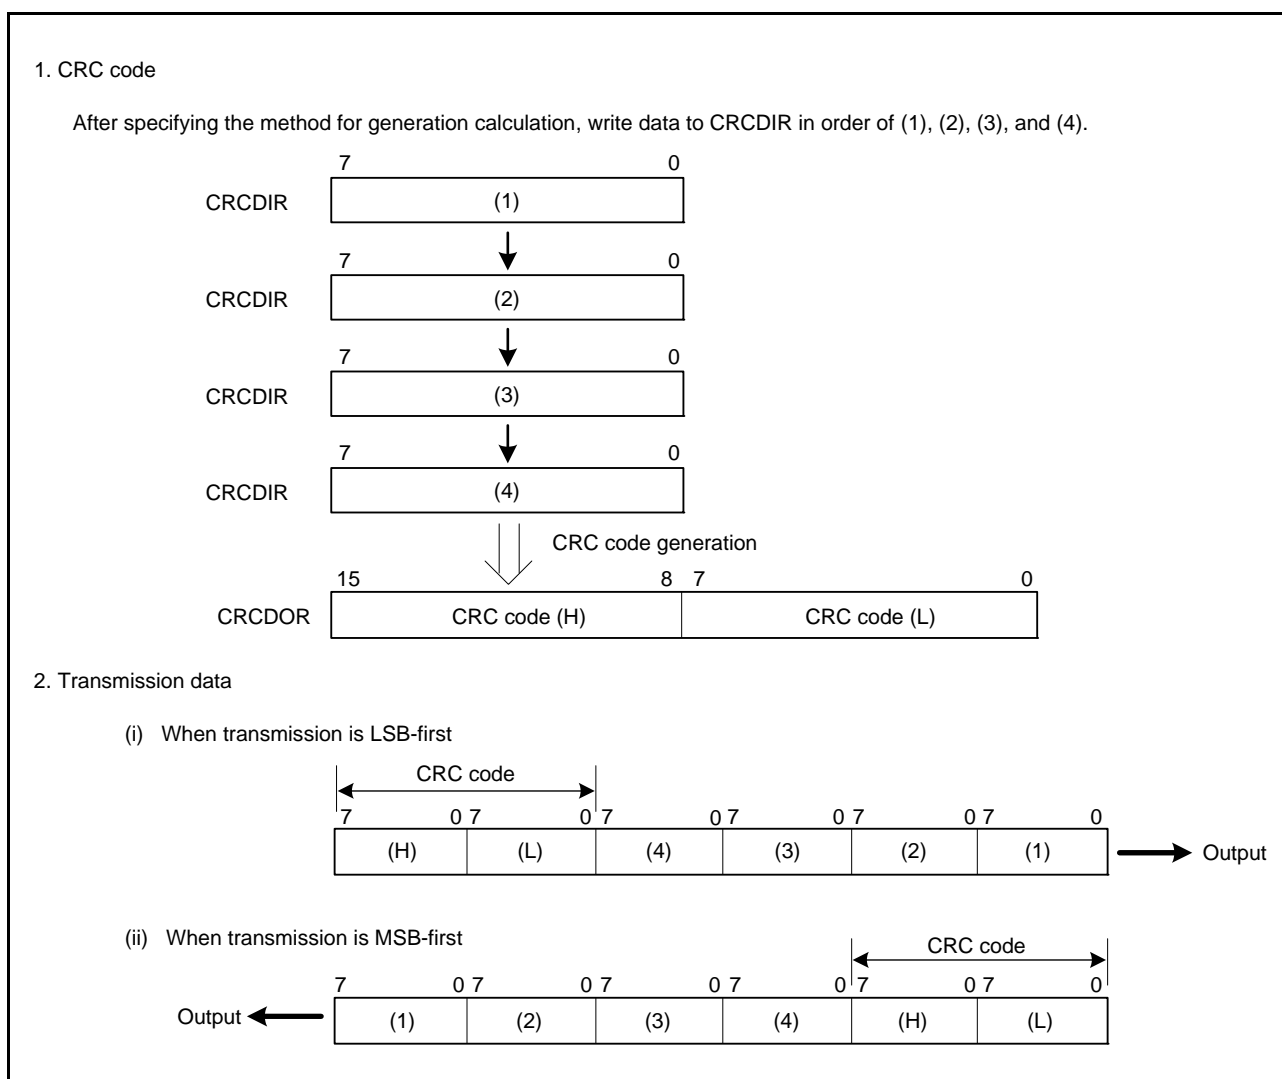 1. CRC code
After specifying the method for generation calculation, write data to CRCDIR in order of (1), (2), (3), and (4).
7 0
CRCDIR (1)
7 0
CRCDIR (2)
7 0
CRCDIR (3)
7 0
CRCDIR (4)
CRC code generation
15 8 7 0
CRCDOR CRC code (H) CRC code (L)
2. Transmission data
(i) When transmission is LSB-first
CRC code
7 0 7 0 7 0 7 0 7 0 7 0
(H) (L) (4) (3) (2) (1) Output
(ii) When transmission is MSB-first
CRC code
7 0 7 0 7 0 7 0 7 0 7 0
Output (1) (2) (3) (4) (H) (L)